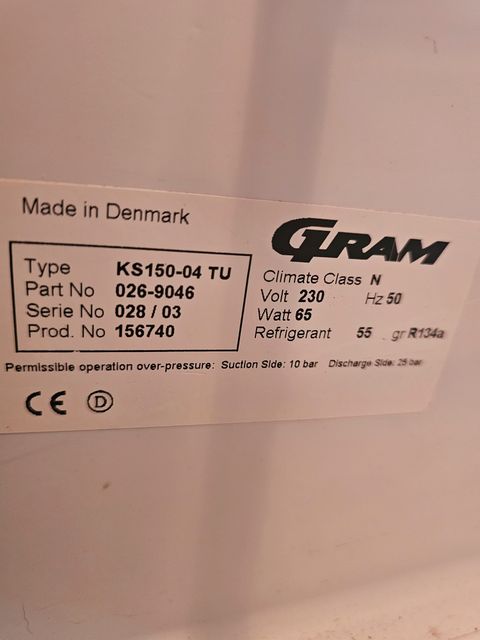 Made in Denmark
GRAM
Type KS150-04 TU
Part No 026-9046
Serie No 028 / 03
Prod. No 156740
Climate Class N
Volt 230 Hz 50
Watt 65
Refrigerant 55 gr R134a
Permissible operation over-pressure: Suction Side: 10 bar Discharge Side: 25 bar
CE D